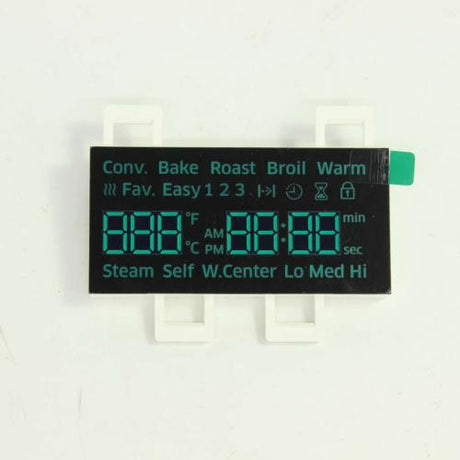 Conv. Bake Roast Broil Warm
Fav. Easy 1 2 3
888 °F °C AM PM 88:88 min sec
Steam Self W.Center Lo Med Hi